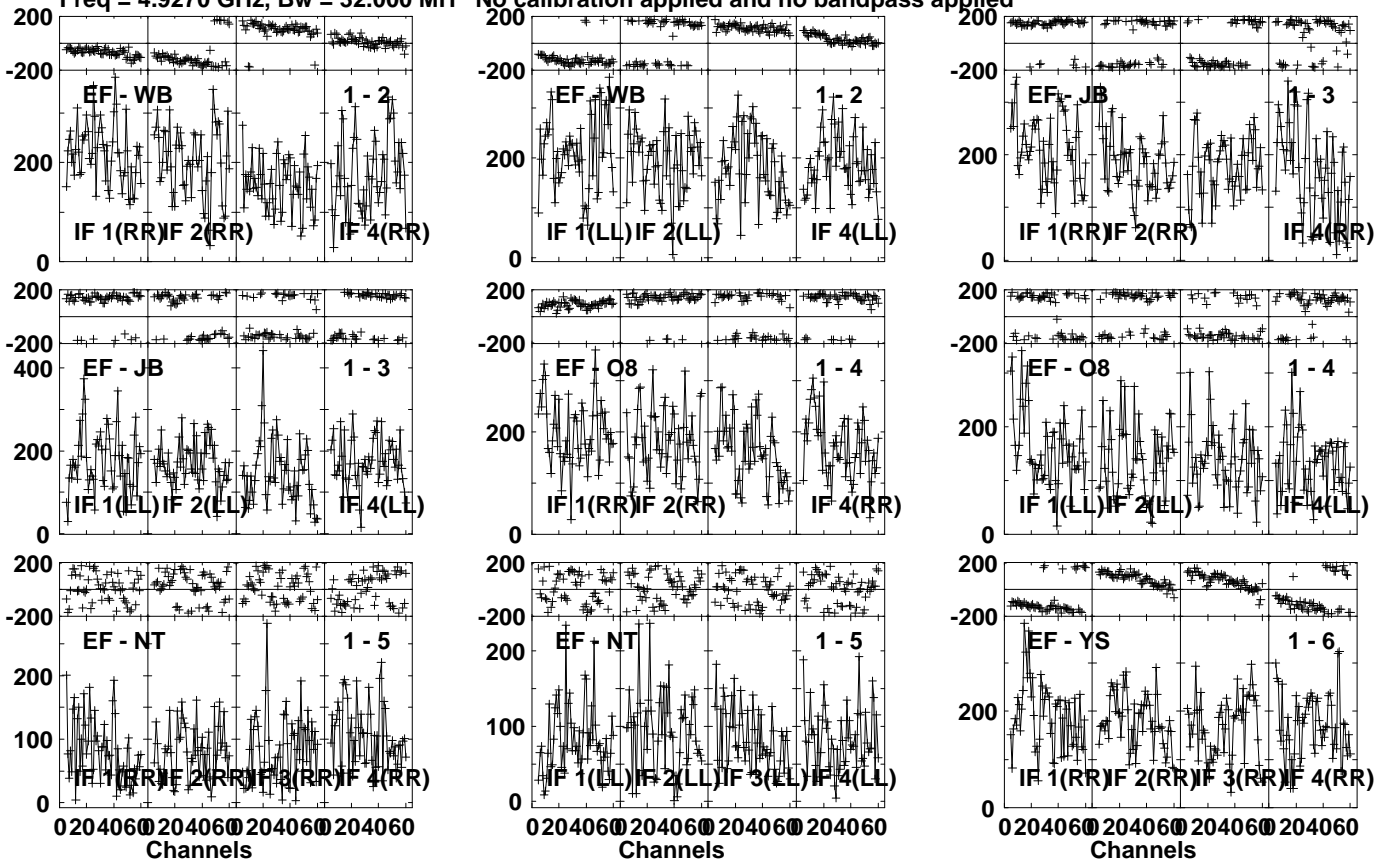 Freq = 4.9270 GHz, Bw = 32.000 MH No calibration applied and no bandpass applied
-200
EF - WB 1 - 2
200
IF 1(RR) IF 2(RR) IF 4(RR)
0
-200
EF - WB 1 - 2
200
IF 1(LL) IF 2(LL) IF 4(LL)
0
-200
EF - JB 1 - 3
200
IF 1(RR) IF 2(RR) IF 4(RR)
0
200
-200
EF - JB 1 - 3
400
200
IF 1(LL) IF 2(LL) IF 4(LL)
0
200
-200
EF - O8 1 - 4
200
IF 1(RR) IF 2(RR) IF 4(RR)
0
200
-200
EF - O8 1 - 4
200
IF 1(LL) IF 2(LL) IF 4(LL)
0
200
-200
EF - NT 1 - 5
200
100
IF 1(RR) IF 2(RR) IF 3(RR) IF 4(RR)
0
0 20 40 60 0 20 40 60 0 20 40 60 0 20 40 60
Channels
200
-200
EF - NT 1 - 5
200
100
IF 1(LL) IF 2(LL) IF 3(LL) IF 4(LL)
0
0 20 40 60 0 20 40 60 0 20 40 60 0 20 40 60
Channels
200
-200
EF - YS 1 - 6
200
IF 1(RR) IF 2(RR) IF 3(RR) IF 4(RR)
0
0 20 40 60 0 20 40 60 0 20 40 60 0 20 40 60
Channels